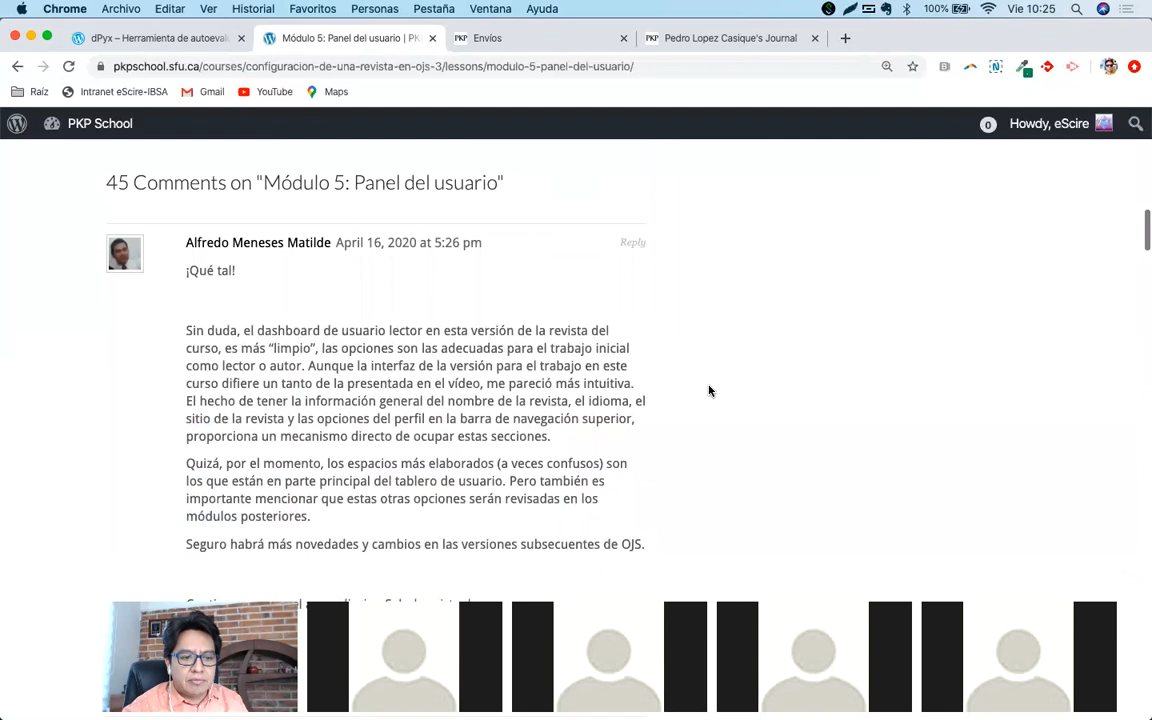 Chrome Archivo Editar Ver Historial Favoritos Personas Pestaña Ventana Ayuda 100% Vie 10:25
dPyx – Herramienta de autoeval Módulo 5: Panel del usuario | PK PKP Envíos PKP Pedro Lopez Casique's Journal
pkpschool.sfu.ca/courses/configuracion-de-una-revista-en-ojs-3/lessons/modulo-5-panel-del-usuario/
Raíz Intranet eScire-IBSA Gmail YouTube Maps
PKP School 0 Howdy, eScire
45 Comments on "Módulo 5: Panel del usuario"
Alfredo Meneses Matilde April 16, 2020 at 5:26 pm Reply
¡Qué tal!
Sin duda, el dashboard de usuario lector en esta versión de la revista del
curso, es más “limpio”, las opciones son las adecuadas para el trabajo inicial
como lector o autor. Aunque la interfaz de la versión para el trabajo en este
curso difiere un tanto de la presentada en el vídeo, me pareció más intuitiva.
El hecho de tener la información general del nombre de la revista, el idioma, el
sitio de la revista y las opciones del perfil en la barra de navegación superior,
proporciona un mecanismo directo de ocupar estas secciones.
Quizá, por el momento, los espacios más elaborados (a veces confusos) son
los que están en parte principal del tablero de usuario. Pero también es
importante mencionar que estas otras opciones serán revisadas en los
módulos posteriores.
Seguro habrá más novedades y cambios en las versiones subsecuentes de OJS.